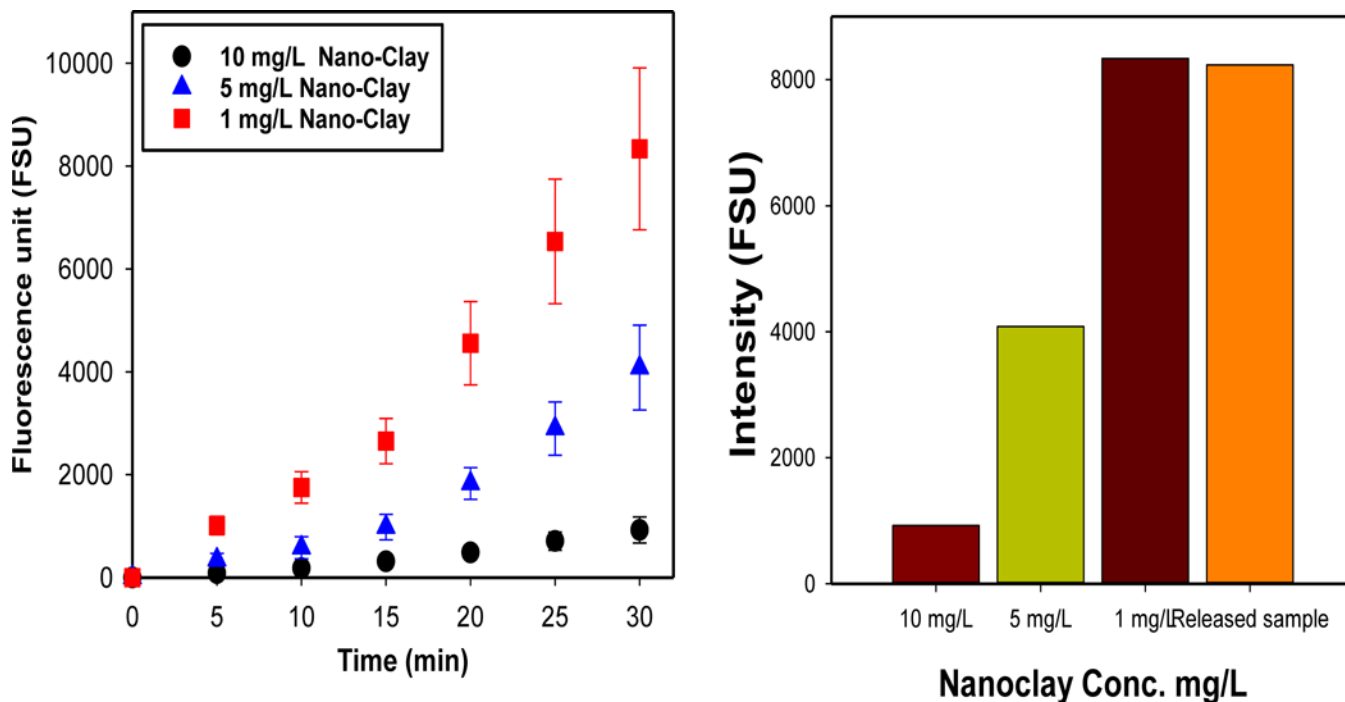 10 mg/L Nano-Clay
5 mg/L Nano-Clay
1 mg/L Nano-Clay
Fluorescence unit (FSU)
10000
8000
6000
4000
2000
0
0 5 10 15 20 25 30
Time (min)
Intensity (FSU)
8000
6000
4000
2000
0
10 mg/L 5 mg/L 1 mg/L Released sample
Nanoclay Conc. mg/L